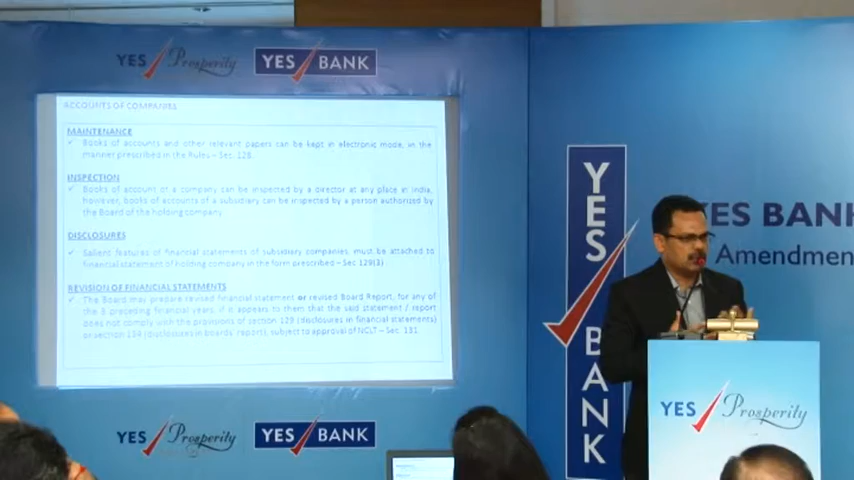 YES Prosperity YES BANK
ACCOUNTS OF COMPANIES
MAINTENANCE
✓ Books of accounts and other relevant papers can be kept in electronic mode, in the
manner prescribed in the Rules – Sec. 128.
INSPECTION
✓ Books of account of a company can be inspected by a director at any place in India,
however, books of accounts of a subsidiary can be inspected by a person authorized by
the Board of the holding company.
DISCLOSURES
✓ Salient features of financial statements of subsidiary companies must be attached to
financial statement of holding company in the form prescribed – Sec 129(3).
REVISION OF FINANCIAL STATEMENTS
✓ The Board may prepare revised financial statement or revised Board Report, for any of
the 3 preceding financial years, if it appears to them that the said statement / report
does not comply with the provisions of section 129 (disclosures in financial statements)
or section 134 (disclosures in boards' report), subject to approval of NCLT – Sec. 131.
YES Prosperity YES BANK
YES BANK
YES BANK
Amendmen
YES Prosperity